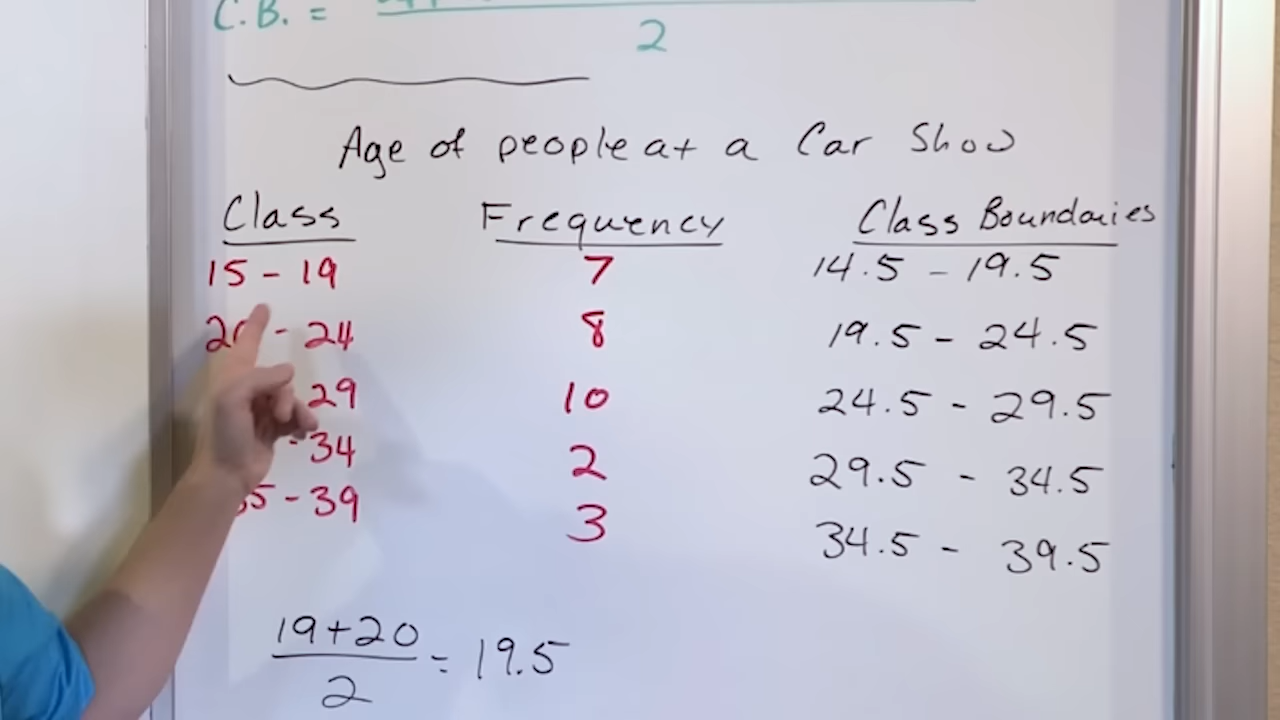 C.B. =
2
Age of people at a Car Show
Class Frequency Class Boundaries
15 - 19 7 14.5 - 19.5
20 - 24 8 19.5 - 24.5
29 10 24.5 - 29.5
- 34 2 29.5 - 34.5
35 - 39 3 34.5 - 39.5
19+20
2
= 19.5